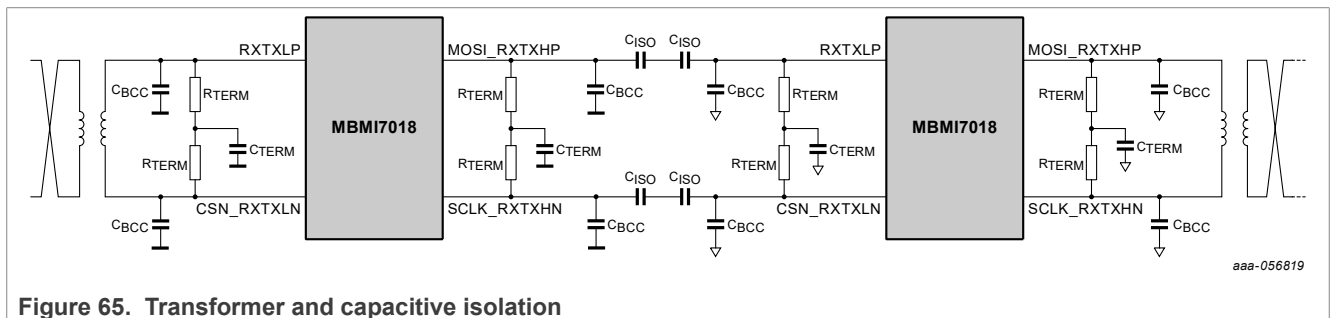 RXTXLP
MOSI_RXTXHP
CISO
CISO
RXTXLP
MOSI_RXTXHP
CBCC
RTERM
RTERM
CBCC
CBCC
RTERM
RTERM
CBCC
MBMI7018
MBMI7018
CTERM
CTERM
CTERM
CTERM
RTERM
RTERM
RTERM
RTERM
CISO
CISO
CSN_RXTXLN
SCLK_RXTXHN
CSN_RXTXLN
SCLK_RXTXHN
CBCC
CBCC
CBCC
CBCC
aaa-056819
Figure 65. Transformer and capacitive isolation